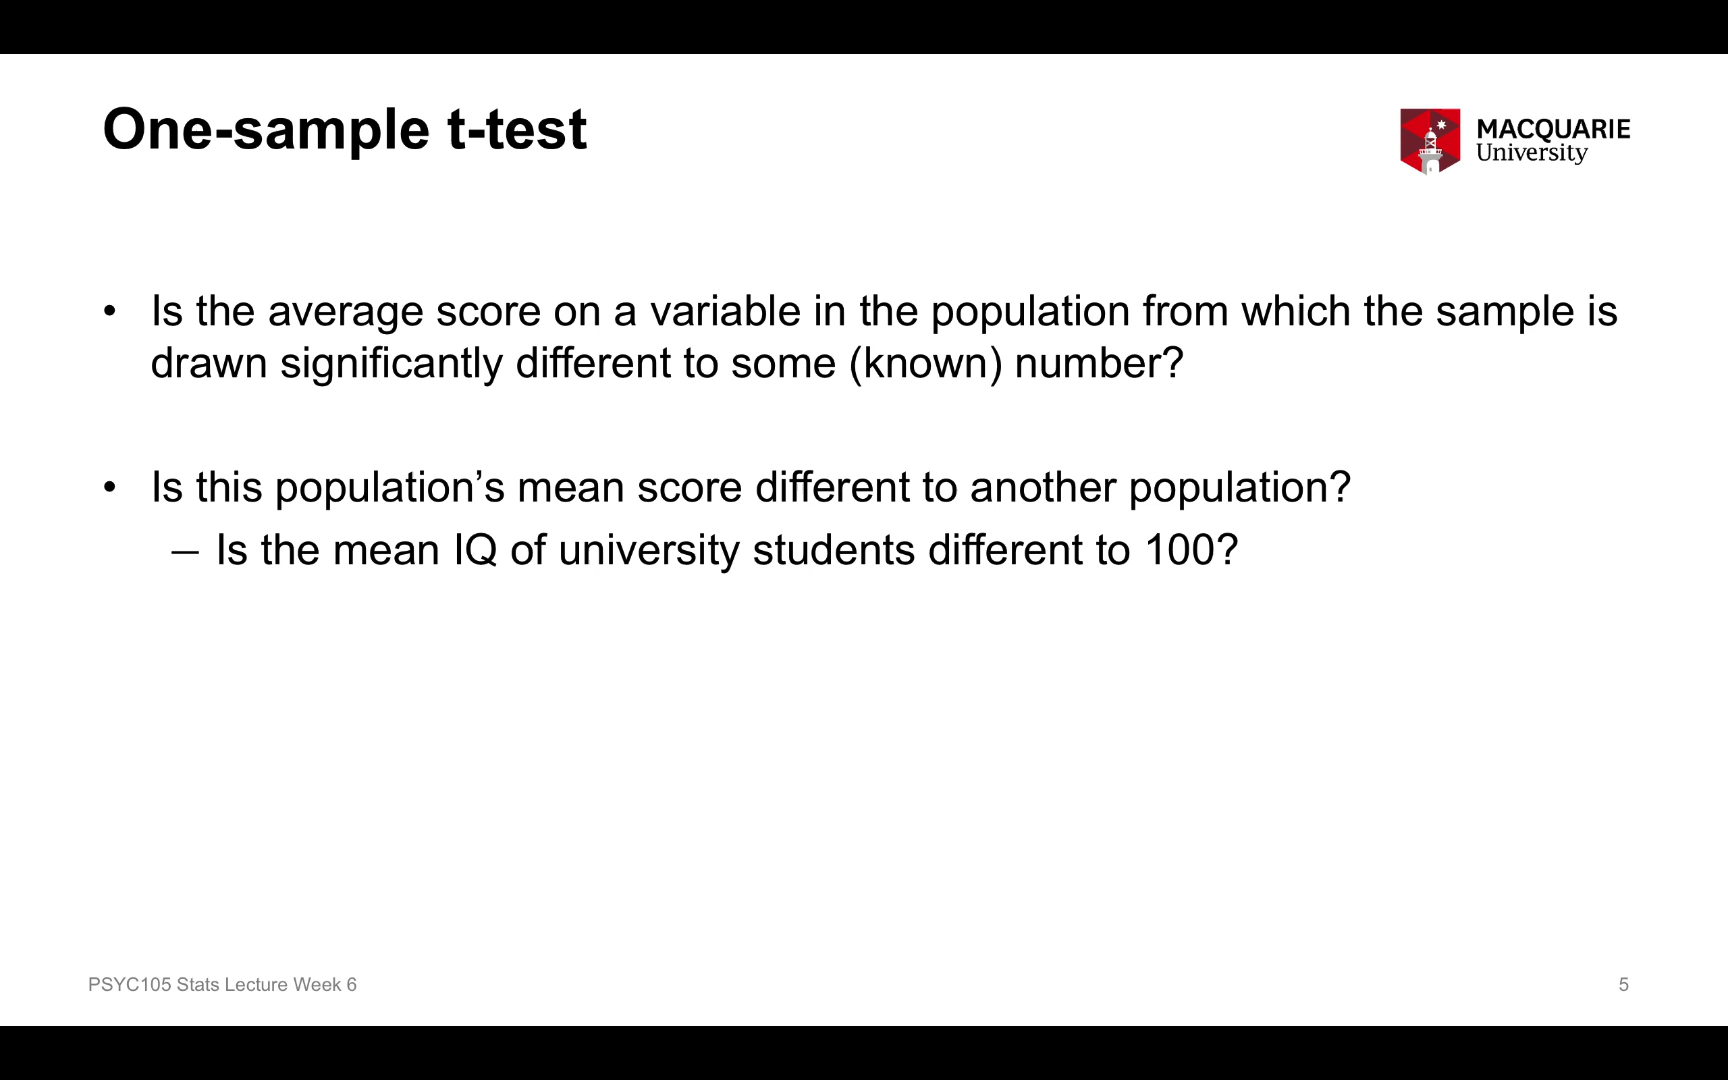 One-sample t-test
MACQUARIE
University
• Is the average score on a variable in the population from which the sample is
drawn significantly different to some (known) number?
• Is this population’s mean score different to another population?
– Is the mean IQ of university students different to 100?
PSYC105 Stats Lecture Week 6
5